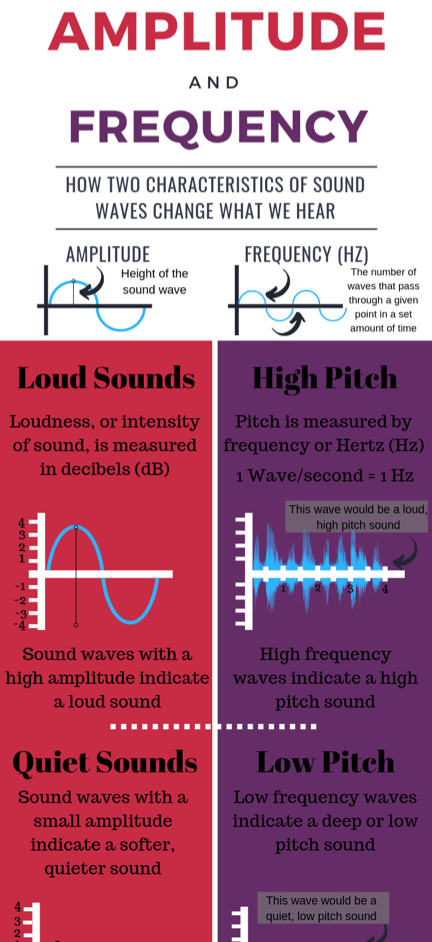 AMPLITUDE
AND
FREQUENCY
HOW TWO CHARACTERISTICS OF SOUND
WAVES CHANGE WHAT WE HEAR
AMPLITUDE
Height of the
sound wave
FREQUENCY (HZ)
The number of
waves that pass
through a given
point in a set
amount of time
Loud Sounds
Loudness, or intensity
of sound, is measured
in decibels (dB)
4
3
2
1
-1
-2
-3
-4
Sound waves with a
high amplitude indicate
a loud sound
High Pitch
Pitch is measured by
frequency or Hertz (Hz)
1 Wave/second = 1 Hz
This wave would be a loud,
high pitch sound
1 2 3 4
High frequency
waves indicate a high
pitch sound
Quiet Sounds
Sound waves with a
small amplitude
indicate a softer,
quieter sound
4
3
2
Low Pitch
Low frequency waves
indicate a deep or low
pitch sound
This wave would be a
quiet, low pitch sound